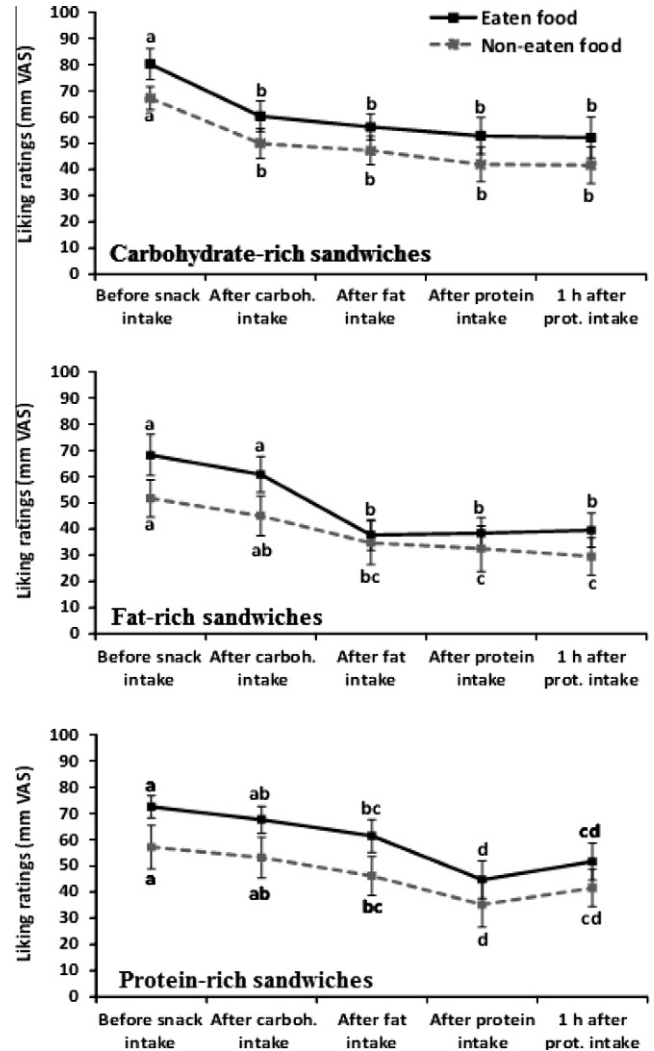 Eaten food
Non-eaten food
Liking ratings (mm VAS)
100
90
80
70
60
50
40
30
20
10
0
a
b
b
b
b
a
b
b
b
b
Carbohydrate-rich sandwiches
Before snack intake
After carboh. intake
After fat intake
After protein intake
1 h after prot. intake
Liking ratings (mm VAS)
100
90
80
70
60
50
40
30
20
10
0
a
a
b
b
b
a
ab
bc
c
c
Fat-rich sandwiches
Before snack intake
After carboh. intake
After fat intake
After protein intake
1 h after prot. intake
Liking ratings (mm VAS)
100
90
80
70
60
50
40
30
20
10
0
a
ab
bc
d
cd
a
ab
bc
d
cd
Protein-rich sandwiches
Before snack intake
After carboh. intake
After fat intake
After protein intake
1 h after prot. intake